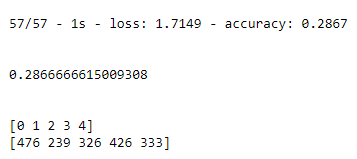 57/57 - 1s - loss: 1.7149 - accuracy: 0.2867
0.2866666615009308
[0 1 2 3 4]
[476 239 326 426 333]